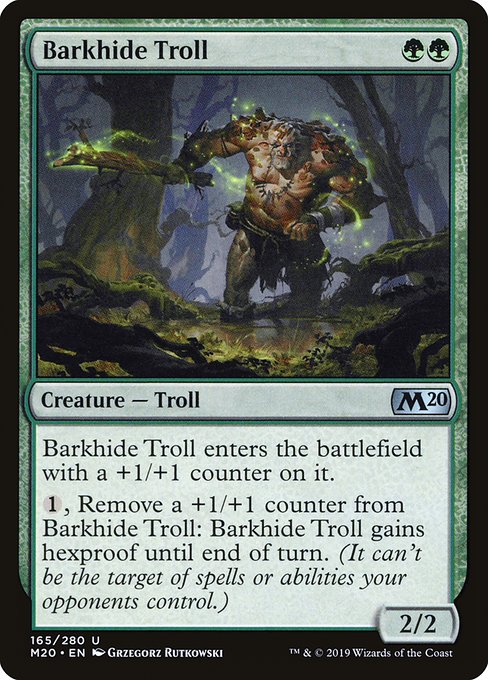 Barkhide Troll
Creature — Troll
M20
Barkhide Troll enters the battlefield
with a +1/+1 counter on it.
1, Remove a +1/+1 counter from
Barkhide Troll: Barkhide Troll gains
hexproof until end of turn. (It can't
be the target of spells or abilities your
opponents control.)
2/2
165/280 U
M20 • EN Grzegorz Rutkowski
™ & © 2019 Wizards of the Coast